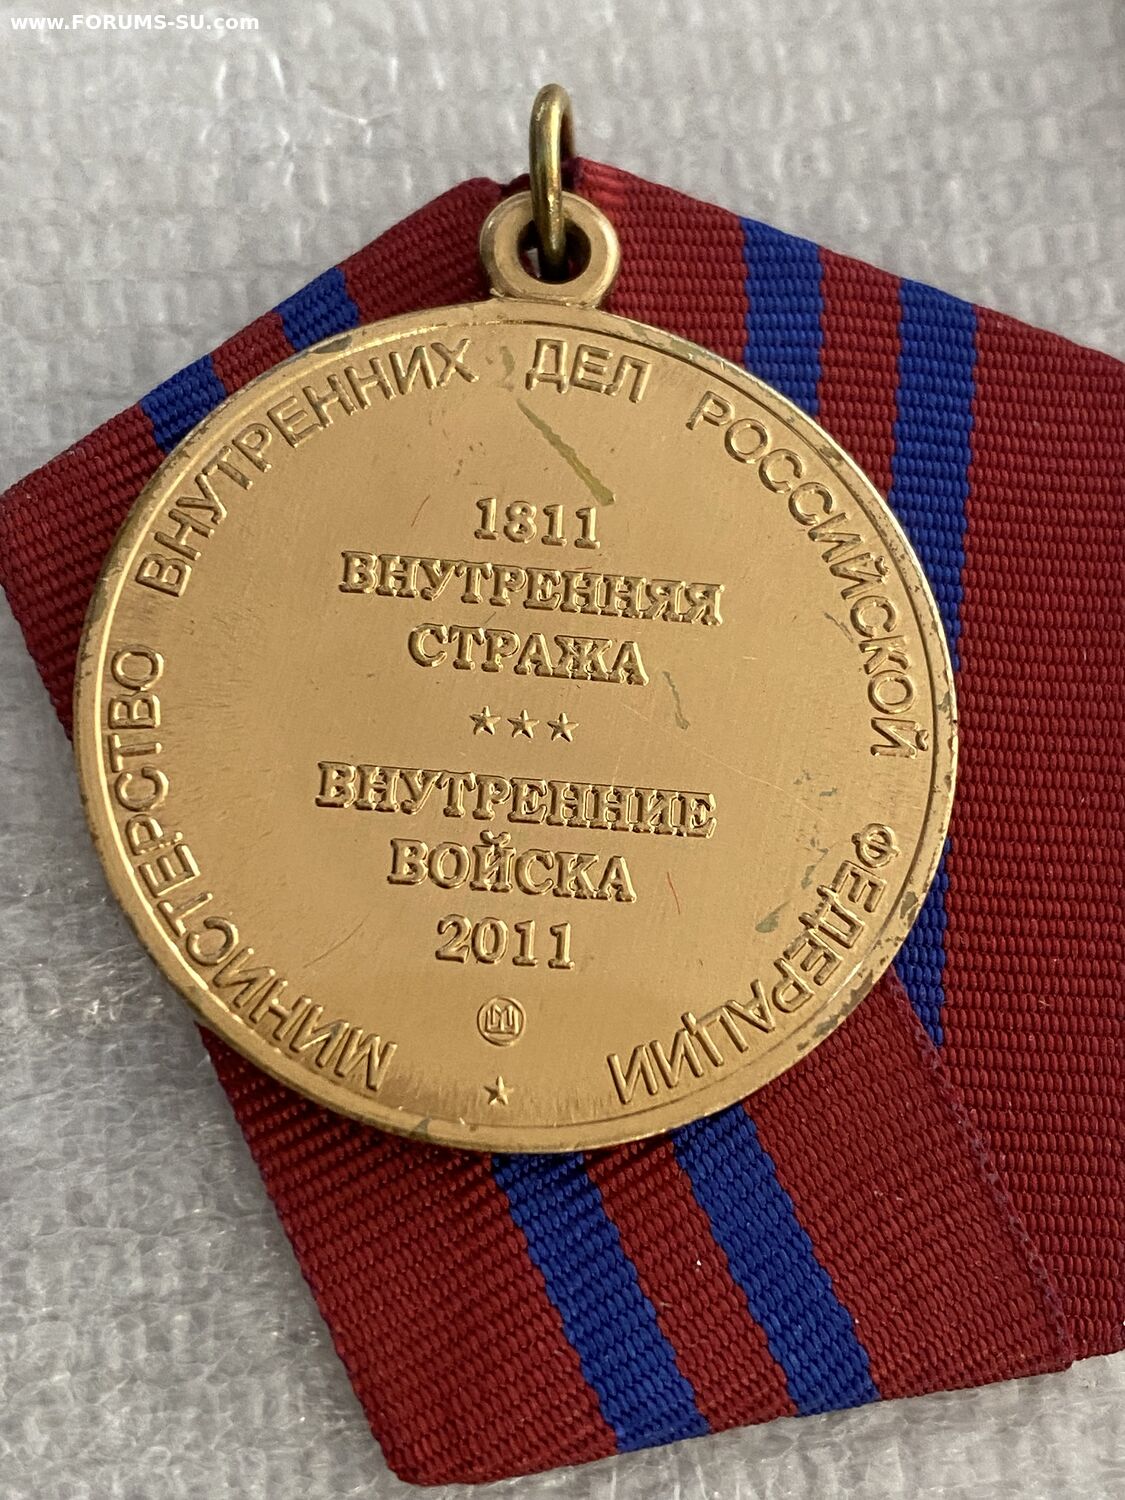 www.FORUMS-SU.com
МИНИСТЕРСТВО ВНУТРЕННИХ ДЕЛ РОССИЙСКОЙ ФЕДЕРАЦИИ
1811
ВНУТРЕННЯЯ
СТРАЖА
ВНУТРЕННИЕ
ВОЙСКА
2011